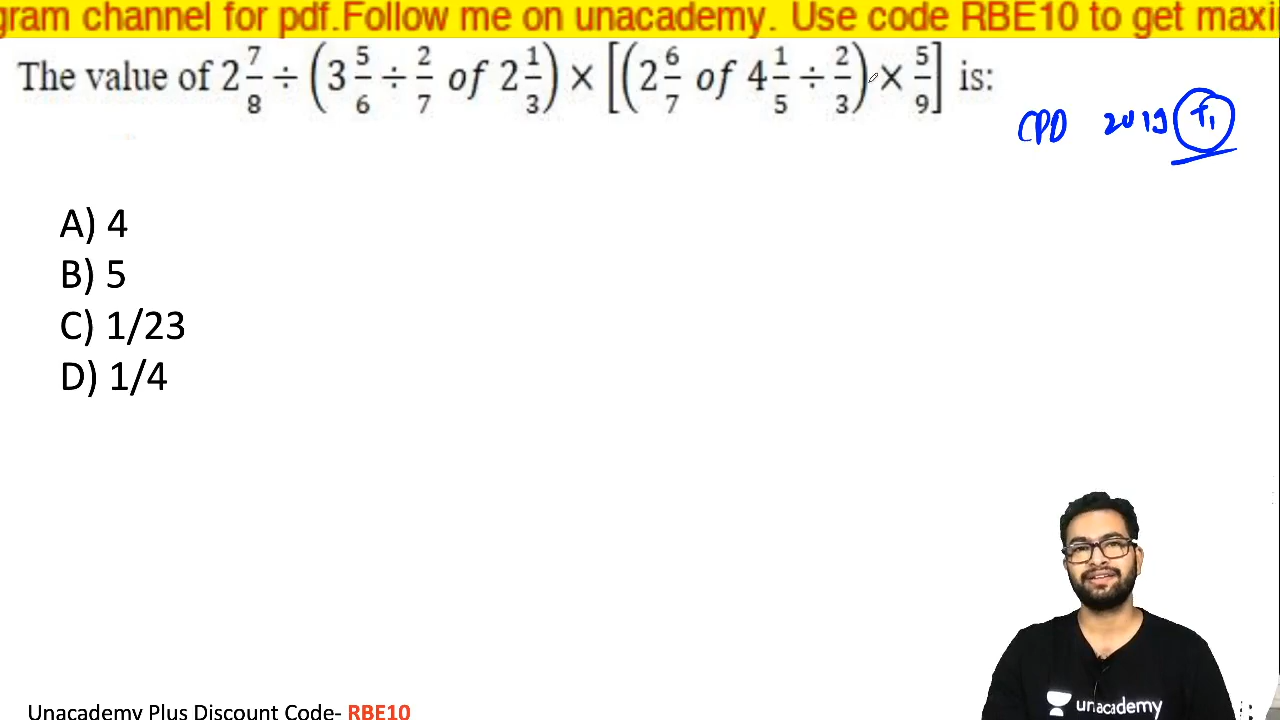 gram channel for pdf.Follow me on unacademy. Use code RBE10 to get maxi
The value of 2 7/8 ÷ (3 5/6 ÷ 2/7 of 2 1/3) × [(2 6/7 of 4 1/5 ÷ 2/3) × 5/9] is:
CPO 2019 T1
A) 4
B) 5
C) 1/23
D) 1/4
unacademy
Unacademy Plus Discount Code- RBE10